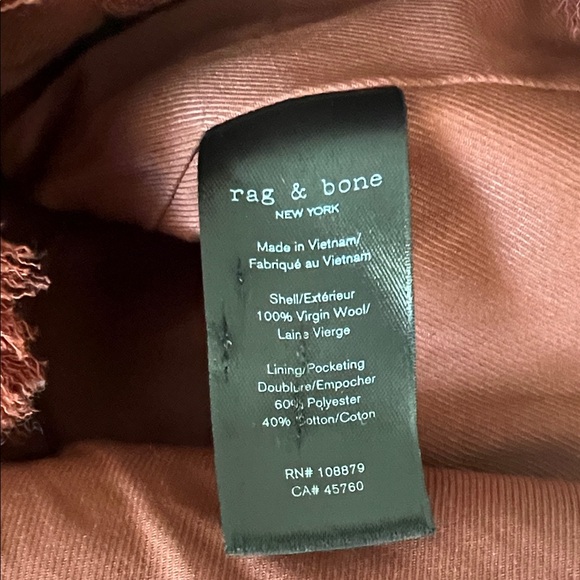 rag & bone
NEW YORK
Made in Vietnam/
Fabriqué au Vietnam
Shell/Extérieur
100% Virgin Wool/
Laine Vierge
Lining/Pocketing
Doublure/Empocher
60% Polyester
40% Cotton/Coton
RN# 108879
CA# 45760